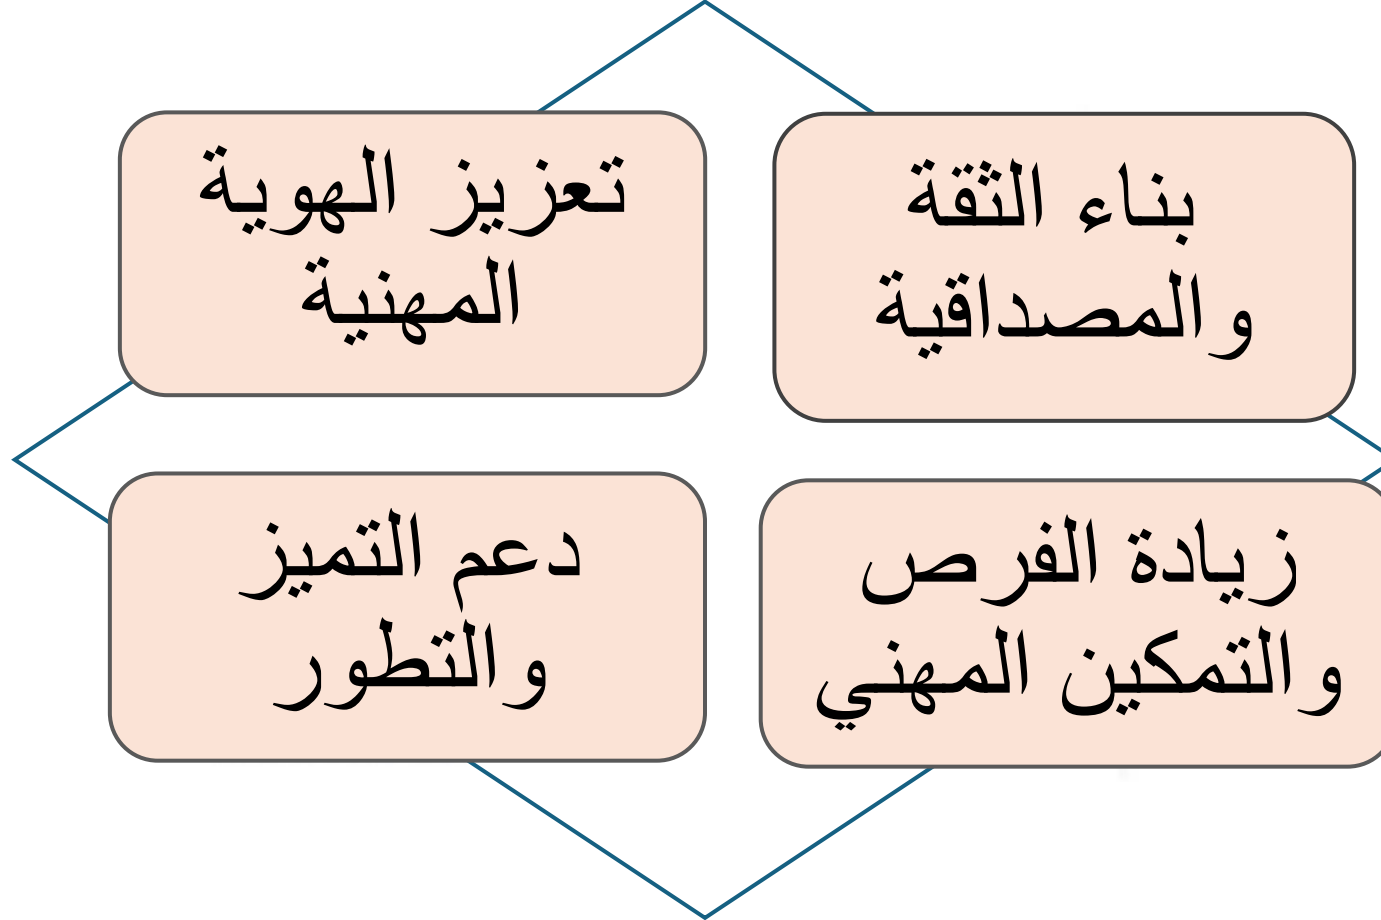 بناء الثقة
والمصداقية
تعزيز الهوية
المهنية
زيادة الفرص
والتمكين المهني
دعم التميز
والتطور